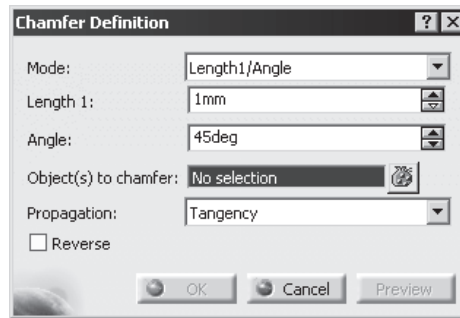 Chamfer Definition ? X
Mode: Length1/Angle
Length 1: 1mm
Angle: 45deg
Object(s) to chamfer: No selection
Propagation: Tangency
Reverse
OK Cancel Preview